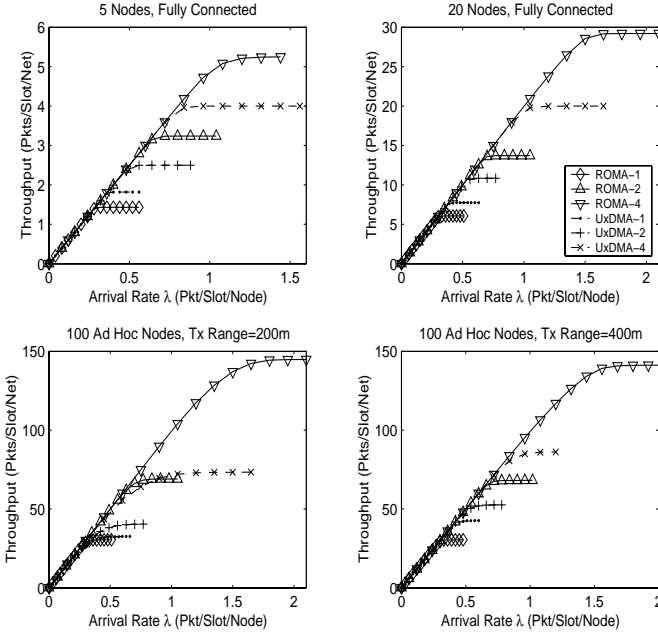 5 Nodes, Fully Connected
Throughput (Pkts/Slot/Net)
6
5
4
3
2
1
0
0 0.5 1 1.5
Arrival Rate λ (Pkt/Slot/Node)
20 Nodes, Fully Connected
Throughput (Pkts/Slot/Net)
30
25
20
15
10
5
0
0 0.5 1 1.5 2
Arrival Rate λ (Pkt/Slot/Node)
ROMA-1
ROMA-2
ROMA-4
UxDMA-1
UxDMA-2
UxDMA-4
100 Ad Hoc Nodes, Tx Range=200m
Throughput (Pkts/Slot/Net)
150
100
50
0
0 0.5 1 1.5 2
Arrival Rate λ (Pkt/Slot/Node)
100 Ad Hoc Nodes, Tx Range=400m
Throughput (Pkts/Slot/Net)
150
100
50
0
0 0.5 1 1.5 2
Arrival Rate λ (Pkt/Slot/Node)